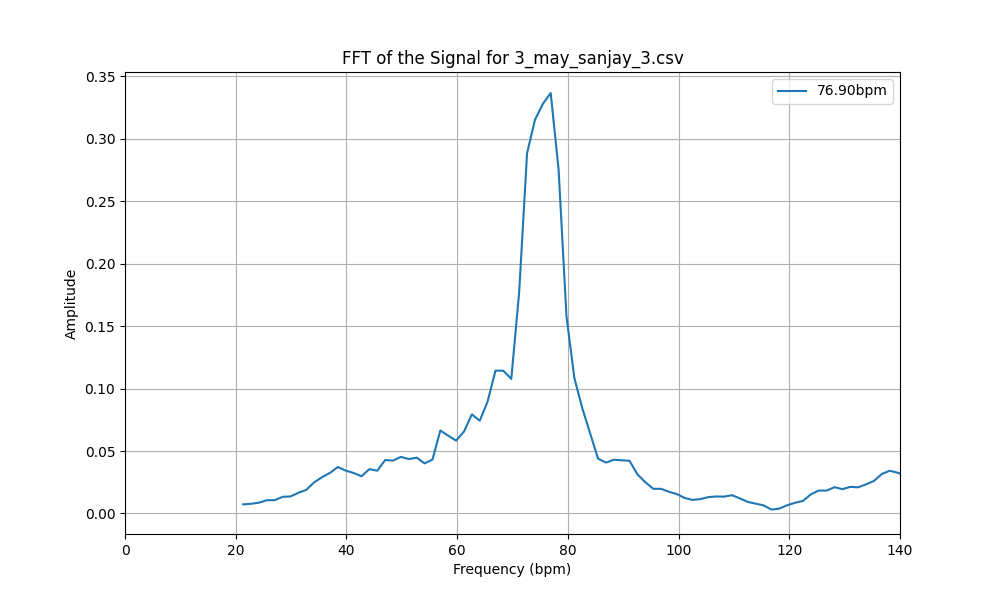 FFT of the Signal for 3_may_sanjay_3.csv
76.90bpm
Amplitude
0.35
0.30
0.25
0.20
0.15
0.10
0.05
0.00
0 20 40 60 80 100 120 140
Frequency (bpm)